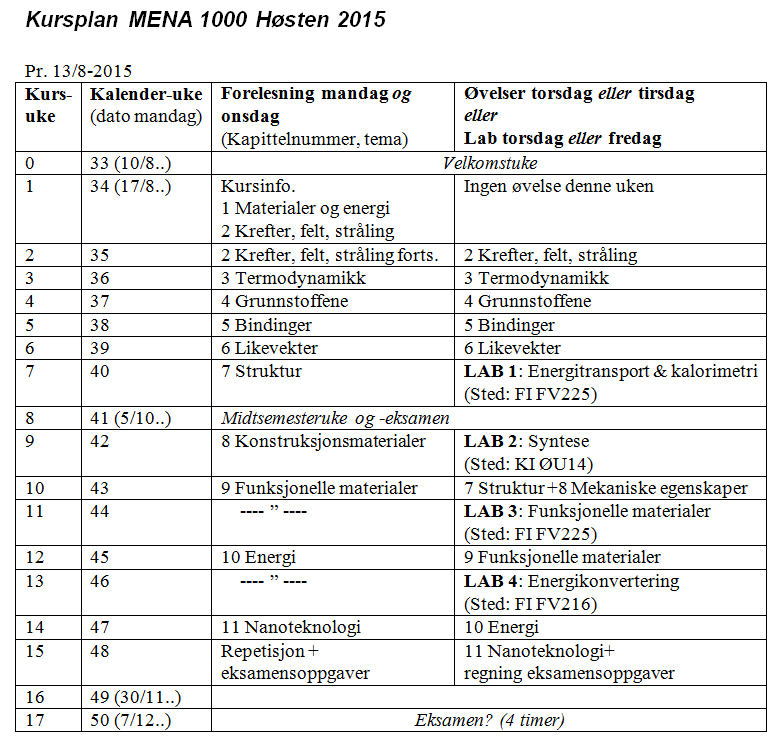 Kursplan MENA 1000 Høsten 2015
Pr. 13/8-2015
Kurs-
uke
Kalender-uke
(dato mandag)
Forelesning mandag og
onsdag
(Kapittelnummer, tema)
Øvelser torsdag eller tirsdag
eller
Lab torsdag eller fredag
0 33 (10/8..) Velkomstuke
1 34 (17/8..) Kursinfo. Ingen øvelse denne uken
1 Materialer og energi
2 Krefter, felt, stråling
2 35 2 Krefter, felt, stråling forts. 2 Krefter, felt, stråling
3 36 3 Termodynamikk 3 Termodynamikk
4 37 4 Grunnstoffene 4 Grunnstoffene
5 38 5 Bindinger 5 Bindinger
6 39 6 Likevekter 6 Likevekter
7 40 7 Struktur LAB 1: Energitransport & kalorimetri
(Sted: FI FV225)
8 41 (5/10..) Midtsemesteruke og -eksamen
9 42 8 Konstruksjonsmaterialer LAB 2: Syntese
(Sted: KI ØU14)
10 43 9 Funksjonelle materialer 7 Struktur +8 Mekaniske egenskaper
11 44 ---- ” ---- LAB 3: Funksjonelle materialer
(Sted: FI FV225)
12 45 10 Energi 9 Funksjonelle materialer
13 46 ---- ” ---- LAB 4: Energikonvertering
(Sted: FI FV216)
14 47 11 Nanoteknologi 10 Energi
15 48 Repetisjon + 11 Nanoteknologi+
eksamensoppgaver regning eksamensoppgaver
16 49 (30/11..)
17 50 (7/12..) Eksamen? (4 timer)